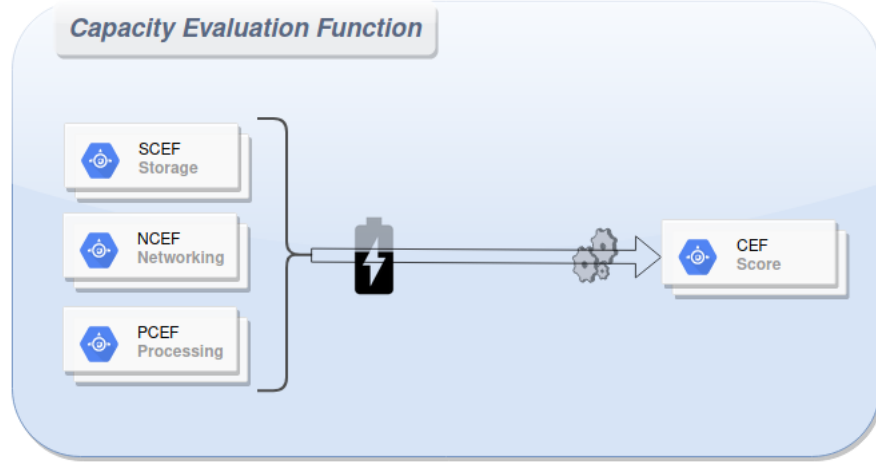 Capacity Evaluation Function
SCEF
Storage
NCEF
Networking
PCEF
Processing
CEF
Score